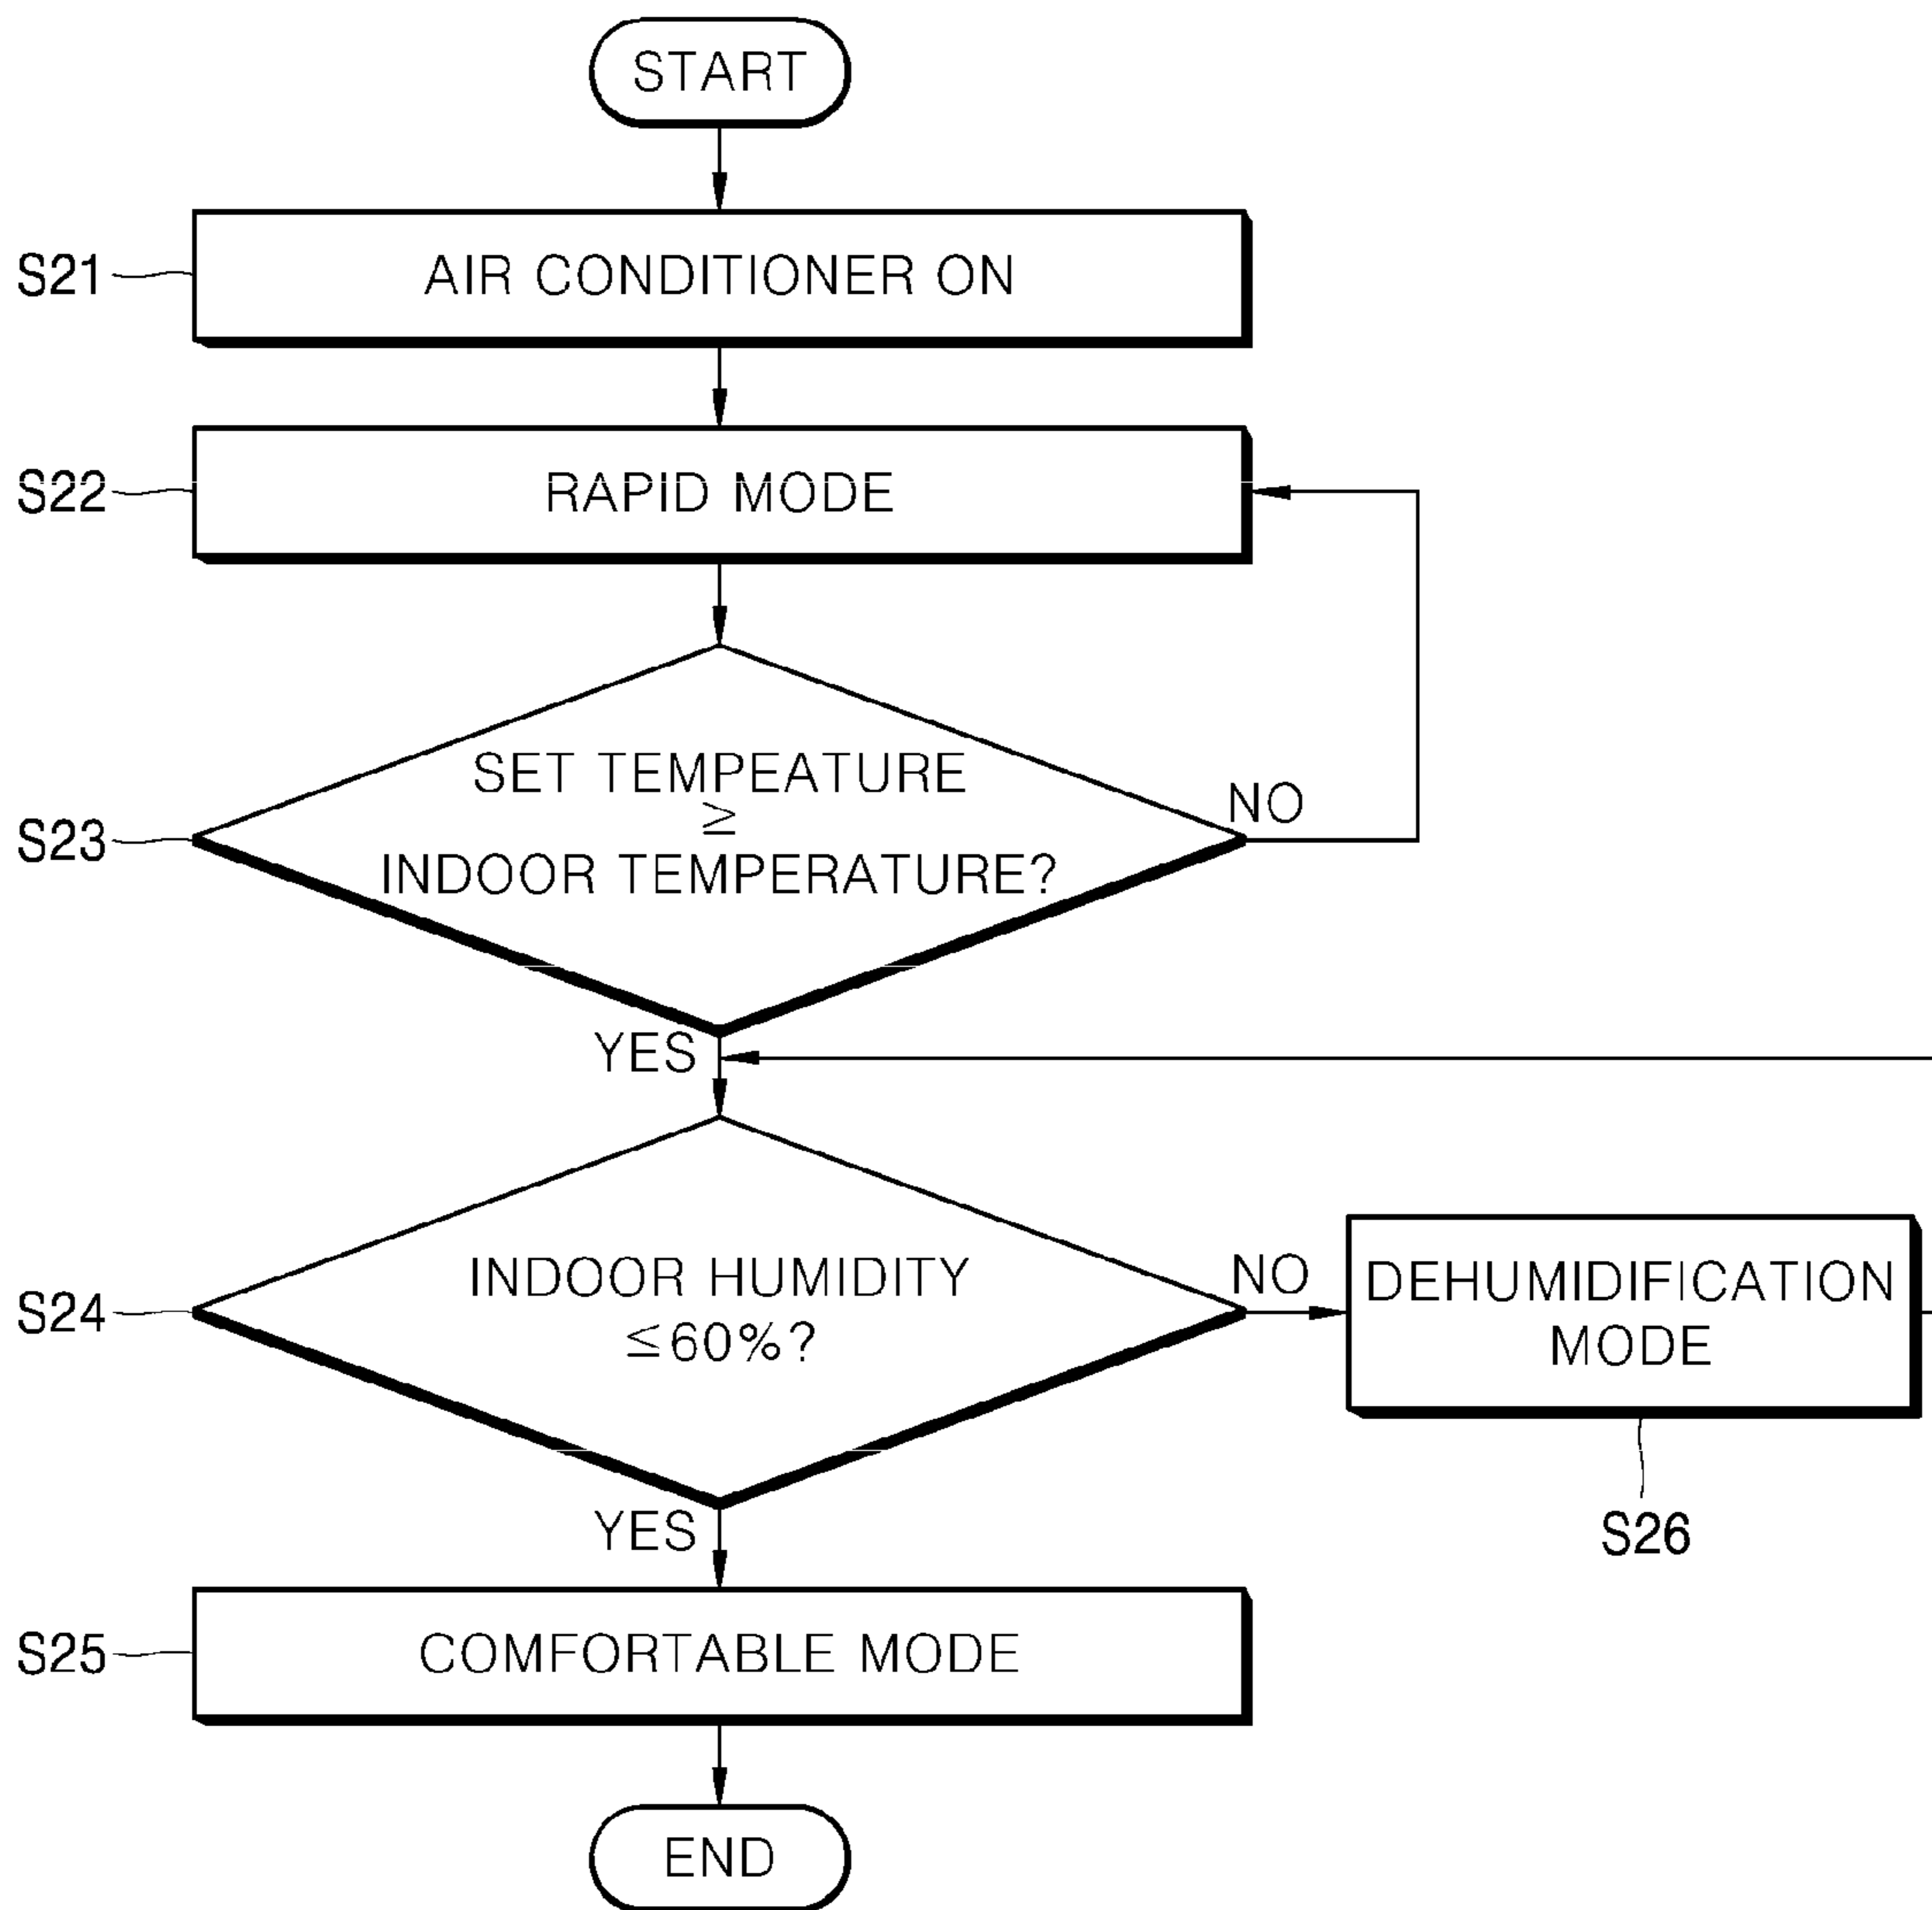 START
S21
AIR CONDITIONER ON
S22
RAPID MODE
SET TEMPEATURE
≥
INDOOR TEMPERATURE?
S23
NO
YES
INDOOR HUMIDITY
≤60%?
S24
NO
DEHUMIDIFICATION
MODE
S26
YES
S25
COMFORTABLE MODE
END